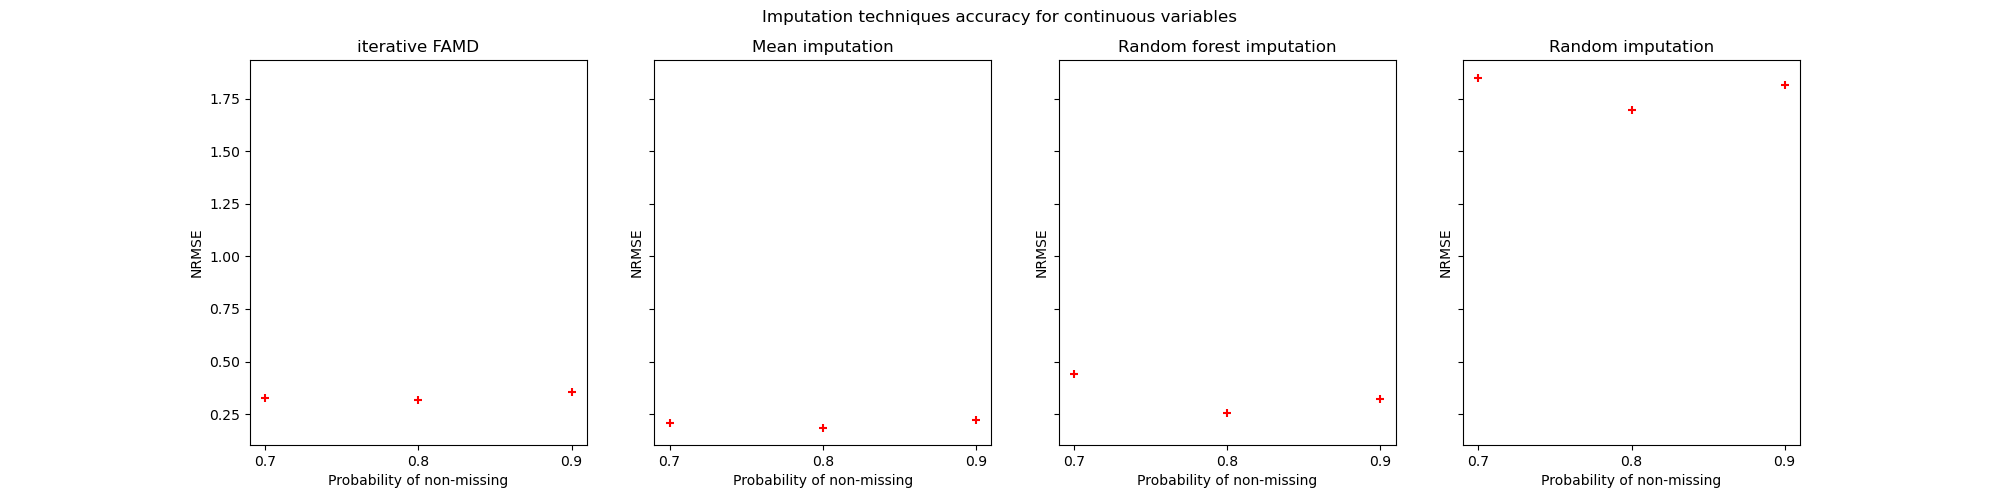 Imputation techniques accuracy for continuous variables
iterative FAMD
Mean imputation
Random forest imputation
Random imputation
NRMSE
1.75
1.50
1.25
1.00
0.75
0.50
0.25
0.7 0.8 0.9
Probability of non-missing
NRMSE
0.7 0.8 0.9
Probability of non-missing
NRMSE
0.7 0.8 0.9
Probability of non-missing
NRMSE
0.7 0.8 0.9
Probability of non-missing